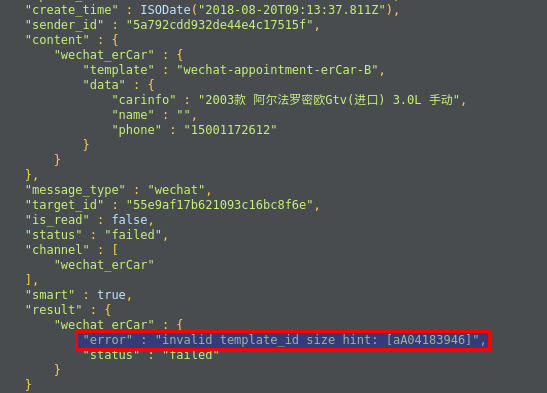 "create_time" : ISODate("2018-08-20T09:13:37.811Z"),
"sender_id" : "5a792cdd932de44e4c17515f",
"content" : {
"wechat_erCar" : {
"template" : "wechat-appointment-erCar-B",
"data" : {
"carinfo" : "2003款 阿尔法罗密欧Gtv(进口) 3.0L 手动",
"name" : "",
"phone" : "15001172612"
}
}
},
"message_type" : "wechat",
"target_id" : "55e9af17b621093c16bc8f6e",
"is_read" : false,
"status" : "failed",
"channel" : [
"wechat_erCar"
],
"smart" : true,
"result" : {
"wechat_erCar" : {
"error" : "invalid template_id size hint: [aA04183946]",
"status" : "failed"
}
}